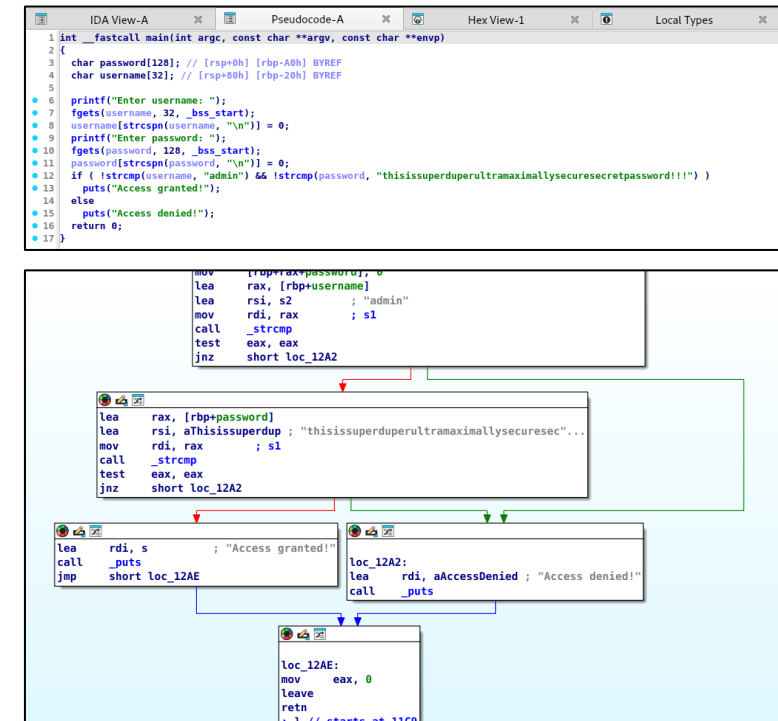 IDA View-A Pseudocode-A Hex View-1 Local Types
1 int __fastcall main(int argc, const char **argv, const char **envp)
2 {
3 char password[128]; // [rsp+0h] [rbp-A0h] BYREF
4 char username[32]; // [rsp+80h] [rbp-20h] BYREF
5
6 printf("Enter username: ");
7 fgets(username, 32, _bss_start);
8 username[strcspn(username, "\n")] = 0;
9 printf("Enter password: ");
10 fgets(password, 128, _bss_start);
11 password[strcspn(password, "\n")] = 0;
12 if ( !strcmp(username, "admin") && !strcmp(password, "thisissuperduperultramaximallysecuresecretpassword!!!") )
13 puts("Access granted!");
14 else
15 puts("Access denied!");
16 return 0;
17 }
mov [rbp+rax+password], 0
lea rax, [rbp+username]
lea rsi, s2 ; "admin"
mov rdi, rax ; s1
call _strcmp
test eax, eax
jnz short loc_12A2
lea rax, [rbp+password]
lea rsi, aThisissuperdup ; "thisissuperduperultramaximallysecuresec"...
mov rdi, rax ; s1
call _strcmp
test eax, eax
jnz short loc_12A2
lea rdi, s ; "Access granted!"
call _puts
jmp short loc_12AE
loc_12A2:
lea rdi, aAccessDenied ; "Access denied!"
call _puts
loc_12AE:
mov eax, 0
leave
retn
; } // starts at 11C9